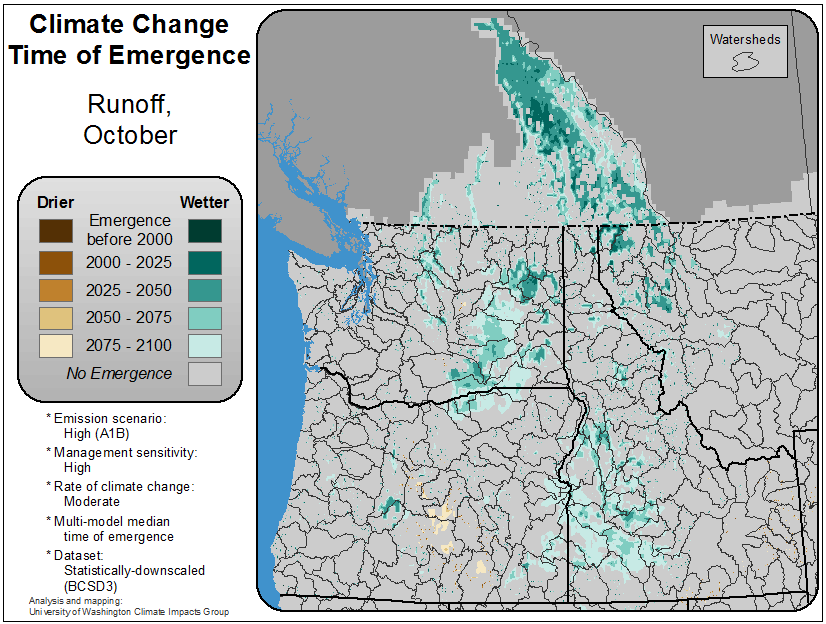 Climate Change
Time of Emergence
Runoff,
October
Watersheds
Drier Wetter
Emergence
before 2000
2000 - 2025
2025 - 2050
2050 - 2075
2075 - 2100
No Emergence
* Emission scenario:
High (A1B)
* Management sensitivity:
High
* Rate of climate change:
Moderate
* Multi-model median
time of emergence
* Dataset:
Statistically-downscaled
(BCSD3)
Analysis and mapping:
University of Washington Climate Impacts Group